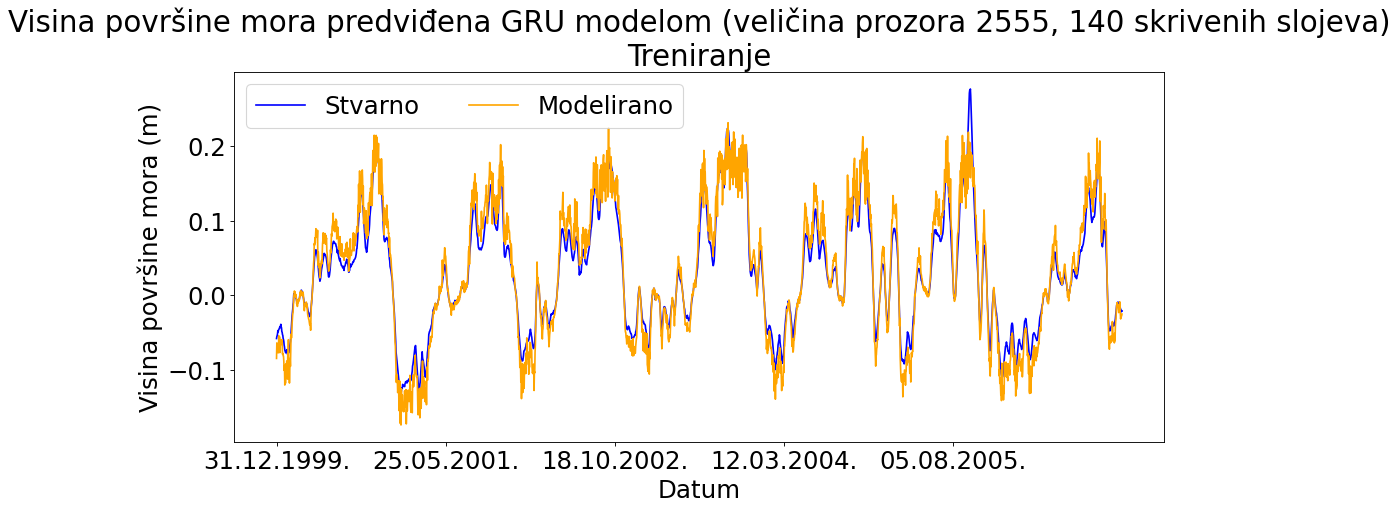 Visina površine mora predviđena GRU modelom (veličina prozora 2555, 140 skrivenih slojeva)
Treniranje
Stvarno
Modelirano
Visina površine mora (m)
0.2
0.1
0.0
−0.1
31.12.1999.
25.05.2001.
18.10.2002.
12.03.2004.
05.08.2005.
Datum